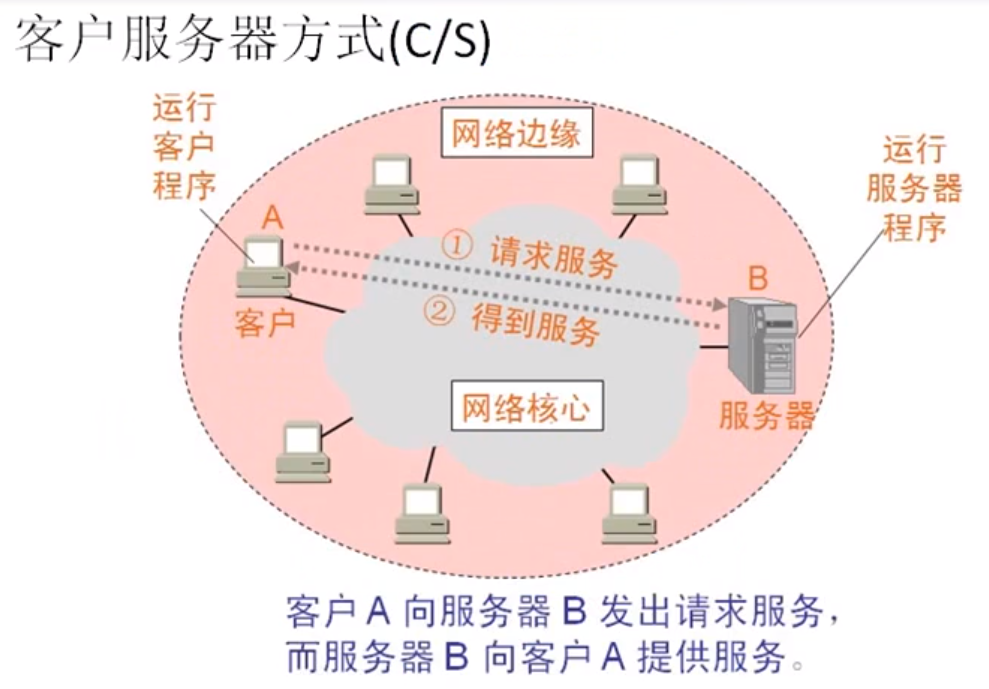 客户服务器方式(C/S)
运行
客户
程序
网络边缘
运行
服务器
程序
A
① 请求服务
B
② 得到服务
客户
网络核心
服务器
客户 A 向服务器 B 发出请求服务，
而服务器 B 向客户 A 提供服务。